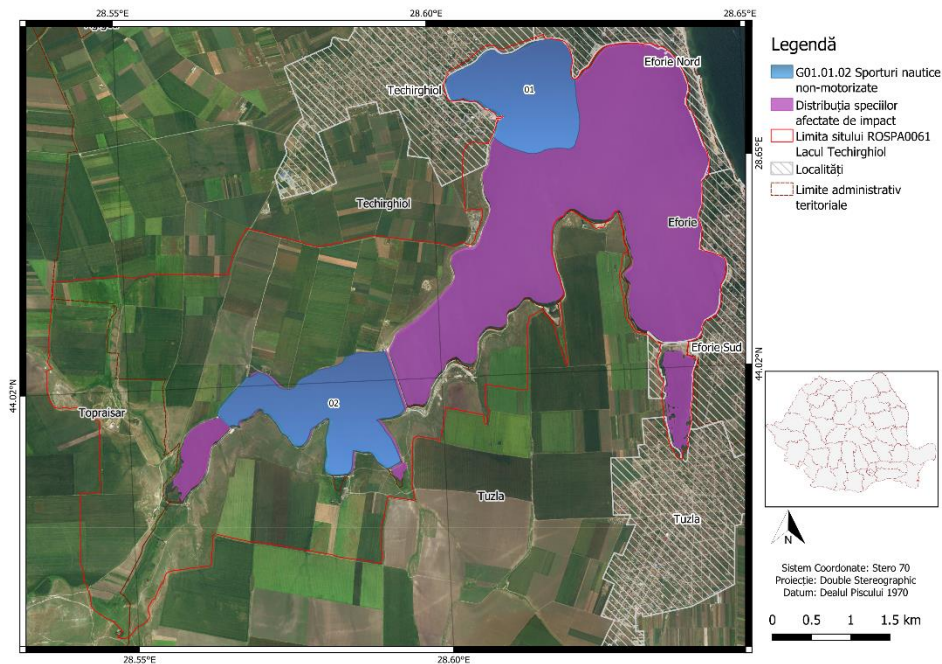 28.55°E
28.60°E
28.65°E
Techirghiol
01
Eforie Nord
28.65°E
Techirghiol
Eforie
Eforie Sud
44.02°N
44.02°N
02
Topraisar
Tuzla
Tuzla
28.55°E
28.60°E
Legendă
G01.01.02 Sporturi nautice
non-motorizate
Distribuția speciilor
afectate de impact
Limita sitului ROSPA0061
Lacul Techirghiol
Localități
Limite administrativ
teritoriale
N
Sistem Coordonate: Stero 70
Proiecție: Double Stereographic
Datum: Dealul Piscului 1970
0 0.5 1 1.5 km